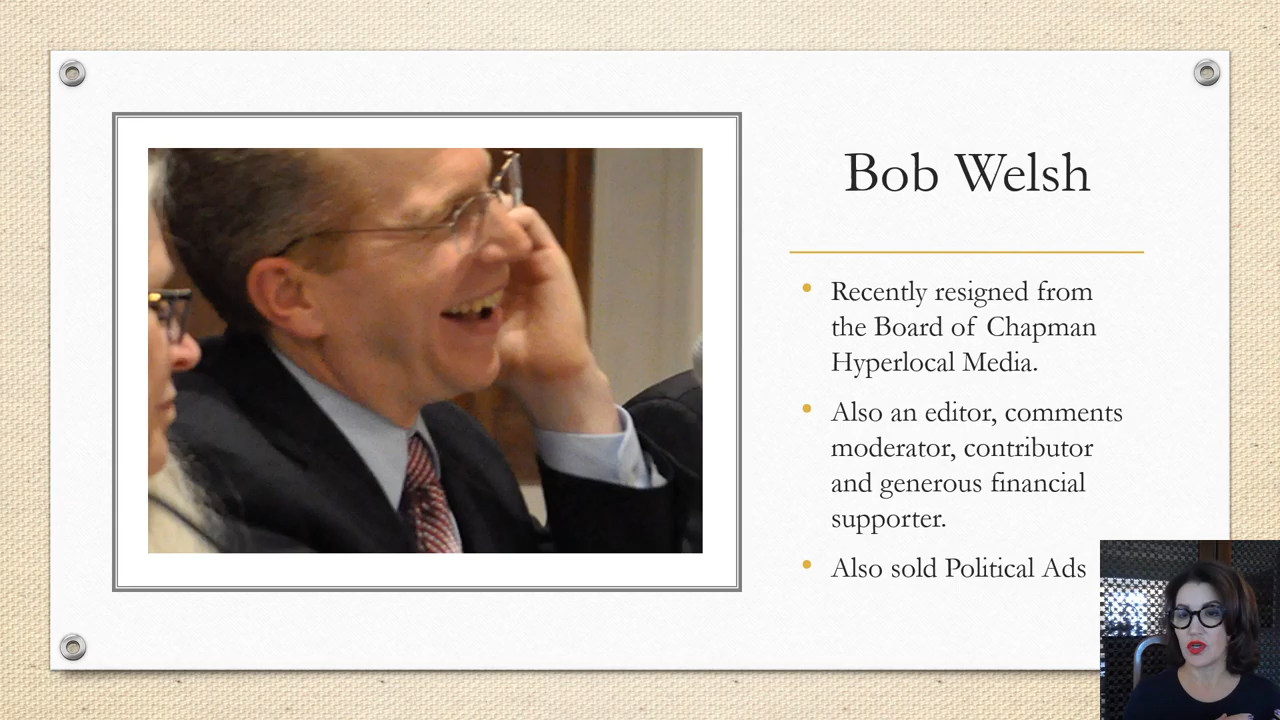 Bob Welsh
• Recently resigned from
the Board of Chapman
Hyperlocal Media.
• Also an editor, comments
moderator, contributor
and generous financial
supporter.
• Also sold Political Ads